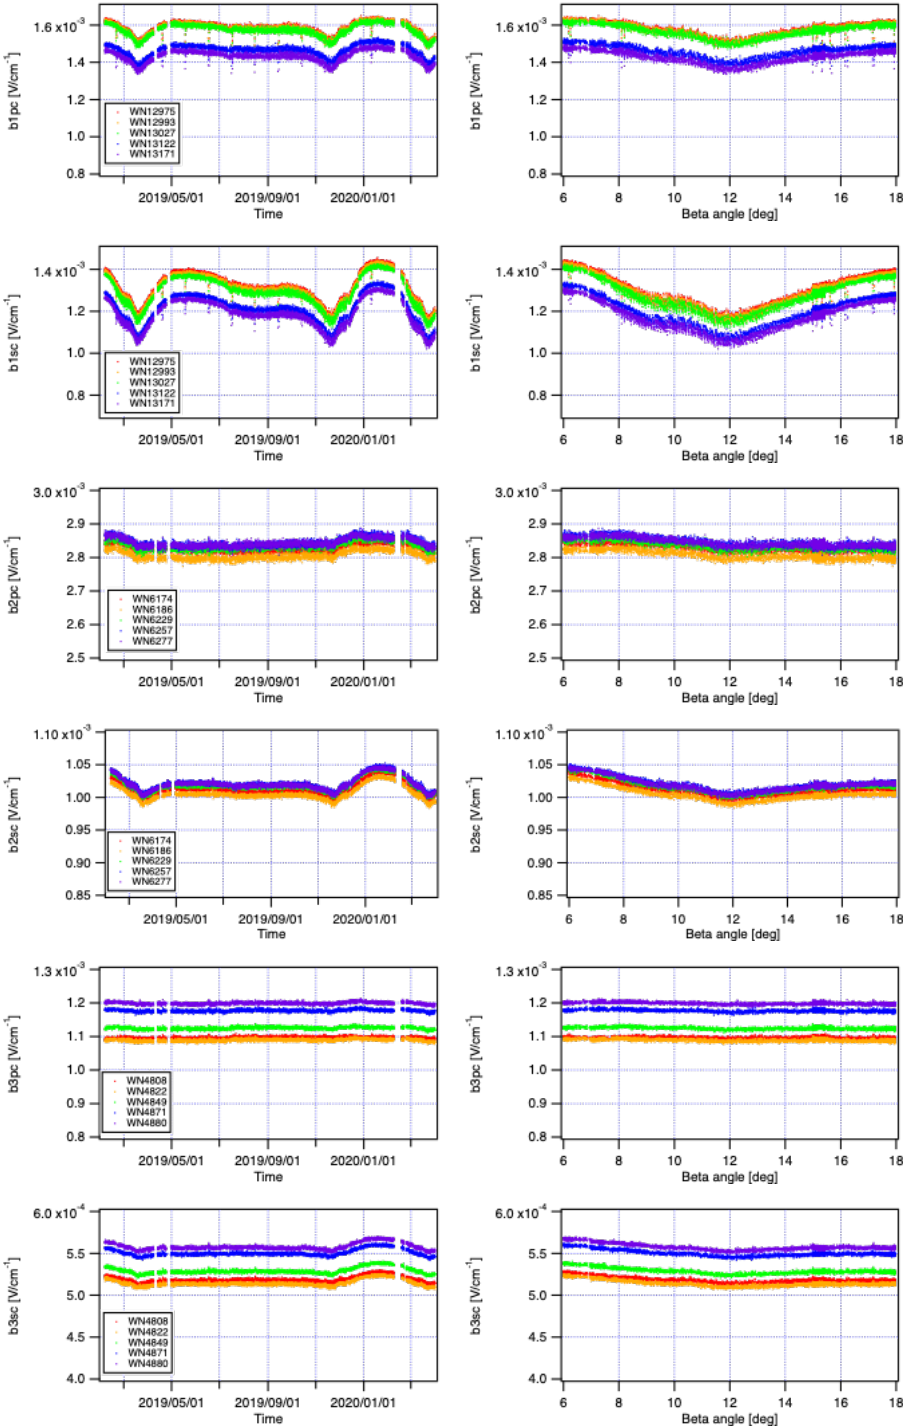 1.6 x10⁻³
1.4
1.2
1.0
0.8
b1pc [V/cm⁻¹]
WN12975
WN12993
WN13027
WN13122
WN13171
2019/05/01 2019/09/01 2020/01/01
Time
1.6 x10⁻³
1.4
1.2
1.0
0.8
b1pc [V/cm⁻¹]
6 8 10 12 14 16 18
Beta angle [deg]
1.4 x10⁻³
1.2
1.0
0.8
b1sc [V/cm⁻¹]
WN12975
WN12993
WN13027
WN13122
WN13171
2019/05/01 2019/09/01 2020/01/01
Time
1.4 x10⁻³
1.2
1.0
0.8
b1sc [V/cm⁻¹]
6 8 10 12 14 16 18
Beta angle [deg]
3.0 x10⁻³
2.9
2.8
2.7
2.6
2.5
b2pc [V/cm⁻¹]
WN6174
WN6186
WN6229
WN6257
WN6277
2019/05/01 2019/09/01 2020/01/01
Time
3.0 x10⁻³
2.9
2.8
2.7
2.6
2.5
b2pc [V/cm⁻¹]
6 8 10 12 14 16 18
Beta angle [deg]
1.10 x10⁻³
1.05
1.00
0.95
0.90
0.85
b2sc [V/cm⁻¹]
WN6174
WN6186
WN6229
WN6257
WN6277
2019/05/01 2019/09/01 2020/01/01
Time
1.10 x10⁻³
1.05
1.00
0.95
0.90
0.85
b2sc [V/cm⁻¹]
6 8 10 12 14 16 18
Beta angle [deg]
1.3 x10⁻³
1.2
1.1
1.0
0.9
0.8
b3pc [V/cm⁻¹]
WN4808
WN4822
WN4849
WN4871
WN4880
2019/05/01 2019/09/01 2020/01/01
Time
1.3 x10⁻³
1.2
1.1
1.0
0.9
0.8
b3pc [V/cm⁻¹]
6 8 10 12 14 16 18
Beta angle [deg]
6.0 x10⁻⁴
5.5
5.0
4.5
4.0
b3sc [V/cm⁻¹]
WN4808
WN4822
WN4849
WN4871
WN4880
2019/05/01 2019/09/01 2020/01/01
Time
6.0 x10⁻⁴
5.5
5.0
4.5
4.0
b3sc [V/cm⁻¹]
6 8 10 12 14 16 18
Beta angle [deg]